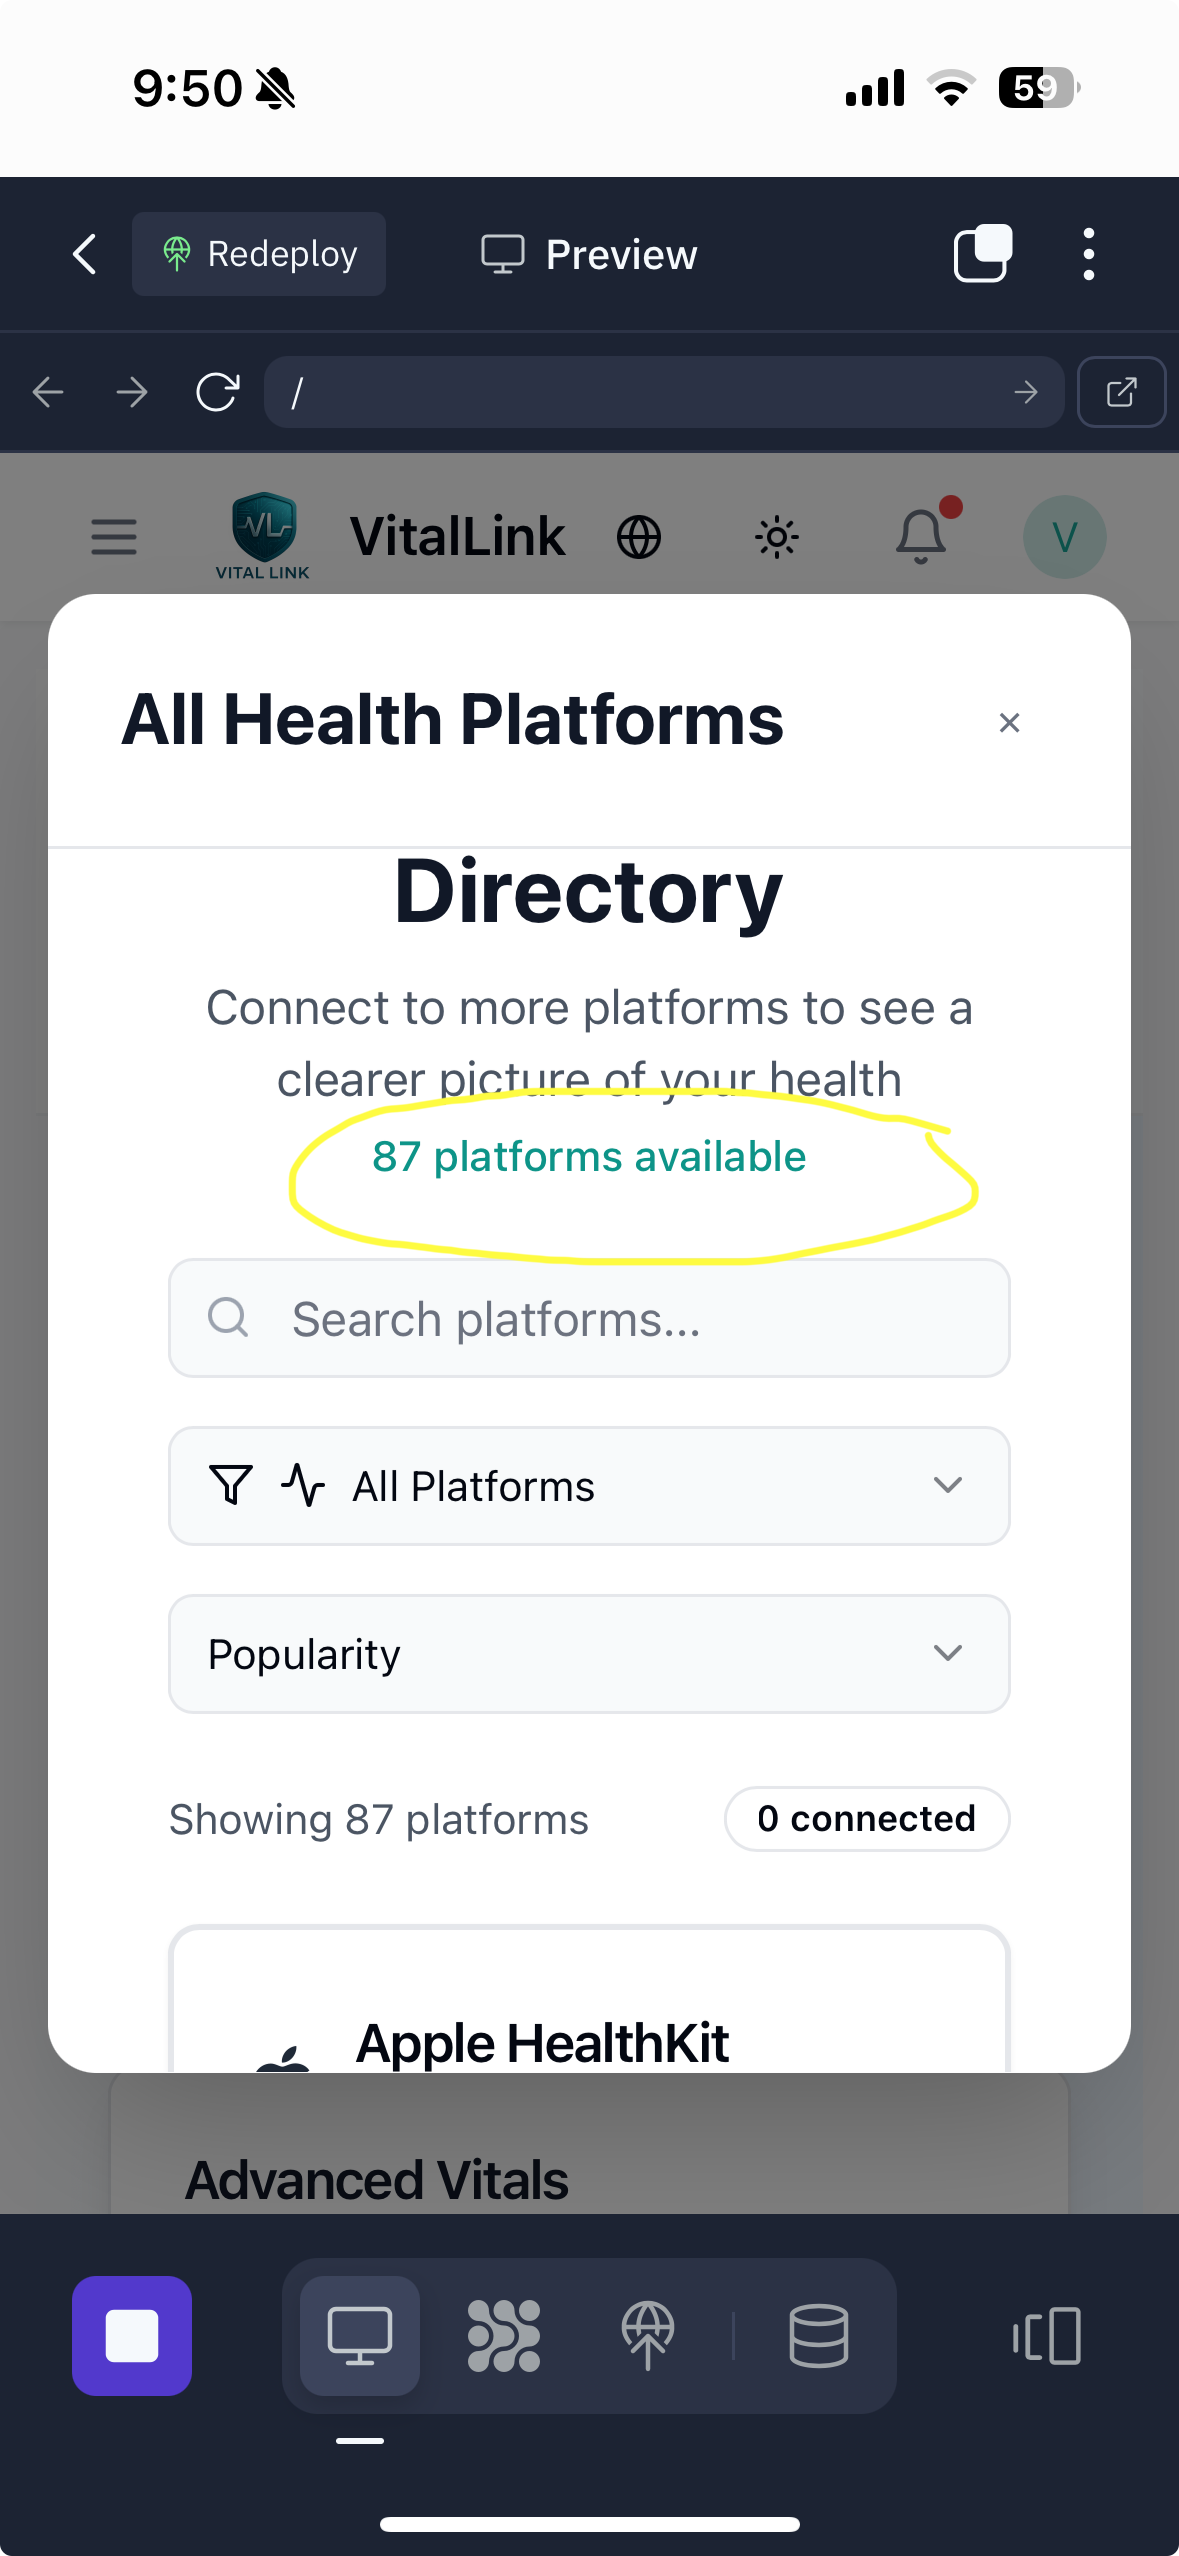 9:50
59
Redeploy
Preview
/
VL
VITAL LINK
VitalLink
V
All Health Platforms
×
Directory
Connect to more platforms to see a
clearer picture of your health
87 platforms available
Search platforms...
All Platforms
Popularity
Showing 87 platforms
0 connected
Apple HealthKit
Advanced Vitals